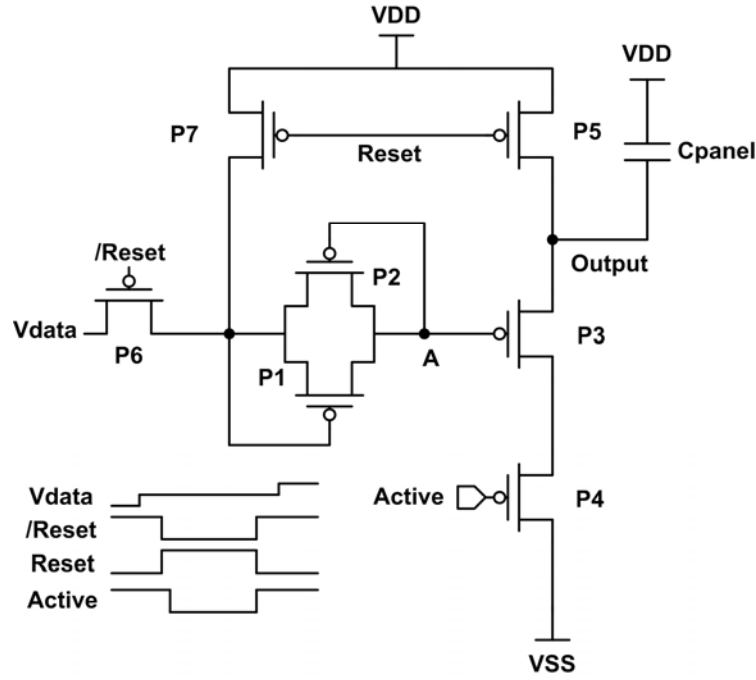 VDD
VDD
P7
P5
Reset
Cpanel
/Reset
P2
Output
Vdata
P6
P1
A
P3
Vdata
Active
P4
/Reset
Reset
Active
VSS